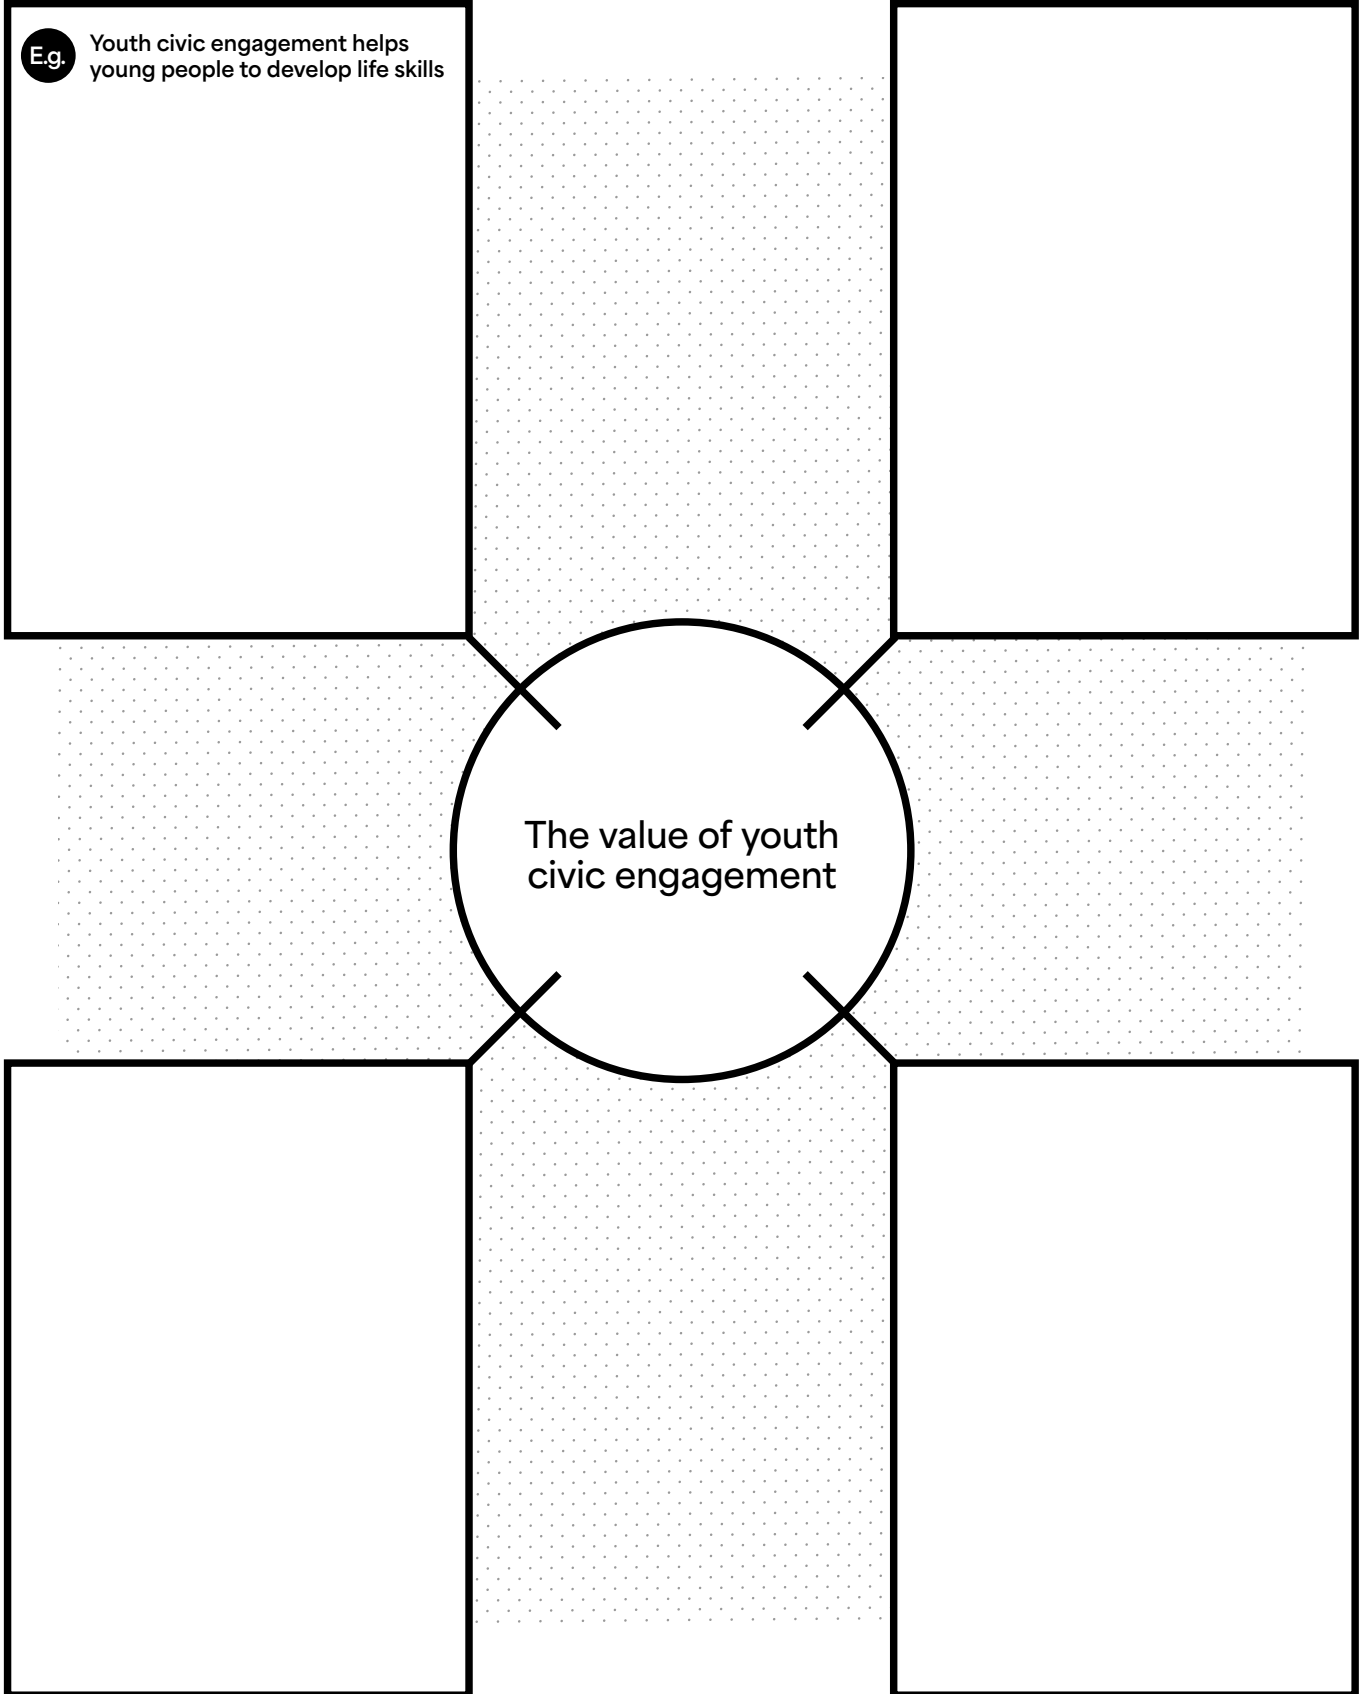 E.g.
Youth civic engagement helps
young people to develop life skills
The value of youth
civic engagement